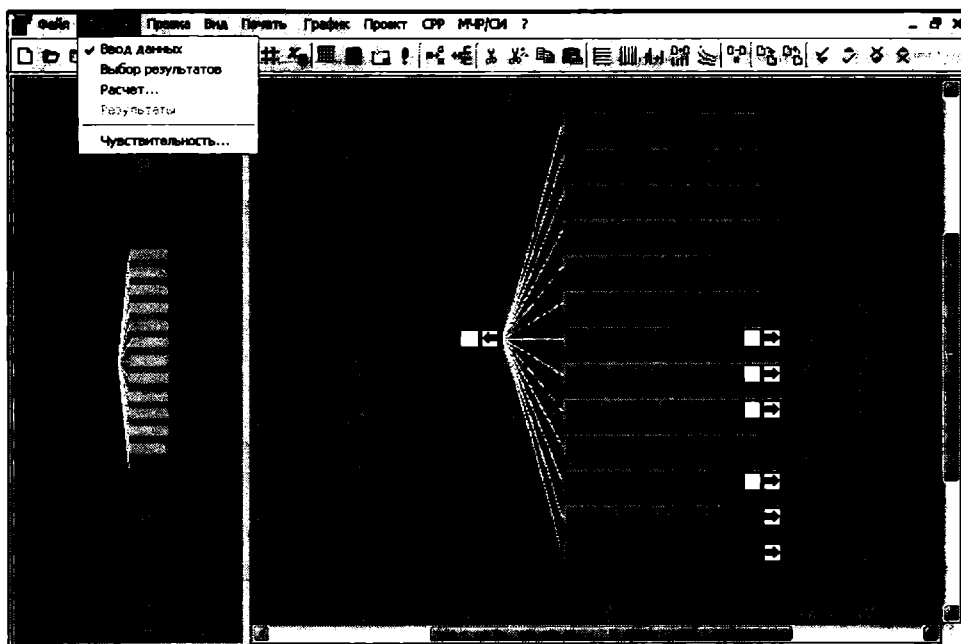 Файл Правка Вид Печать График Проект СРР МЧР/СИ ?
✓ Ввод данных
Выбор результатов
Расчет...
Результаты
Чувствительность...